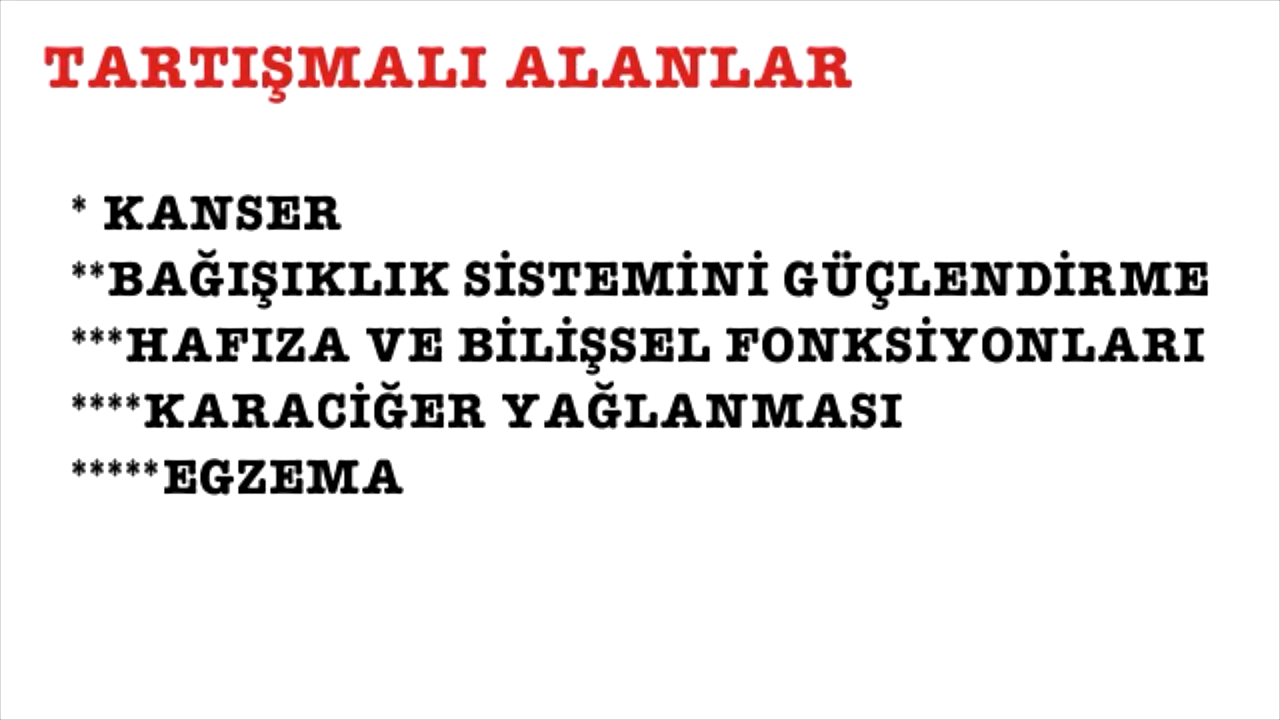 TARTIŞMALI ALANLAR
* KANSER
**BAĞIŞIKLIK SİSTEMİNİ GÜÇLENDİRME
***HAFIZA VE BİLİŞSEL FONKSİYONLARI
****KARACİĞER YAĞLANMASI
*****EGZEMA